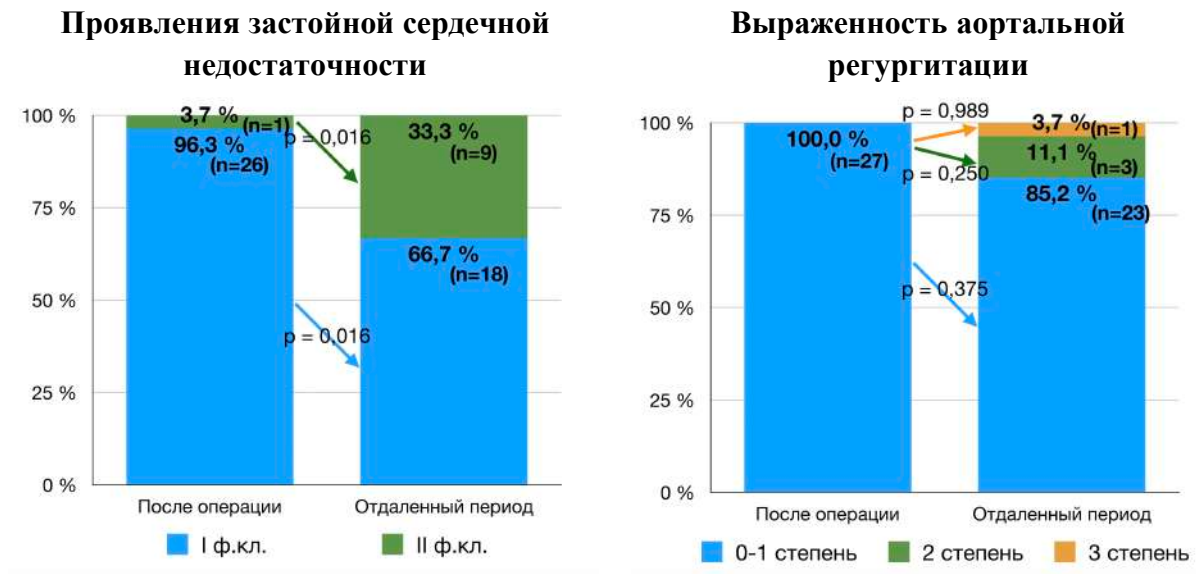 Проявления застойной сердечной
недостаточности
100 %
75 %
50 %
25 %
0 %
3,7 %
(n=1)
96,3 %
(n=26)
p = 0,016
33,3 %
(n=9)
66,7 %
(n=18)
p = 0,016
После операции
Отдаленный период
I ф.кл.
II ф.кл.
Выраженность аортальной
регургитации
100 %
75 %
50 %
25 %
0 %
100,0 %
(n=27)
p = 0,989
p = 0,250
p = 0,375
3,7 %
(n=1)
11,1 %
(n=3)
85,2 %
(n=23)
После операции
Отдаленный период
0-1 степень
2 степень
3 степень